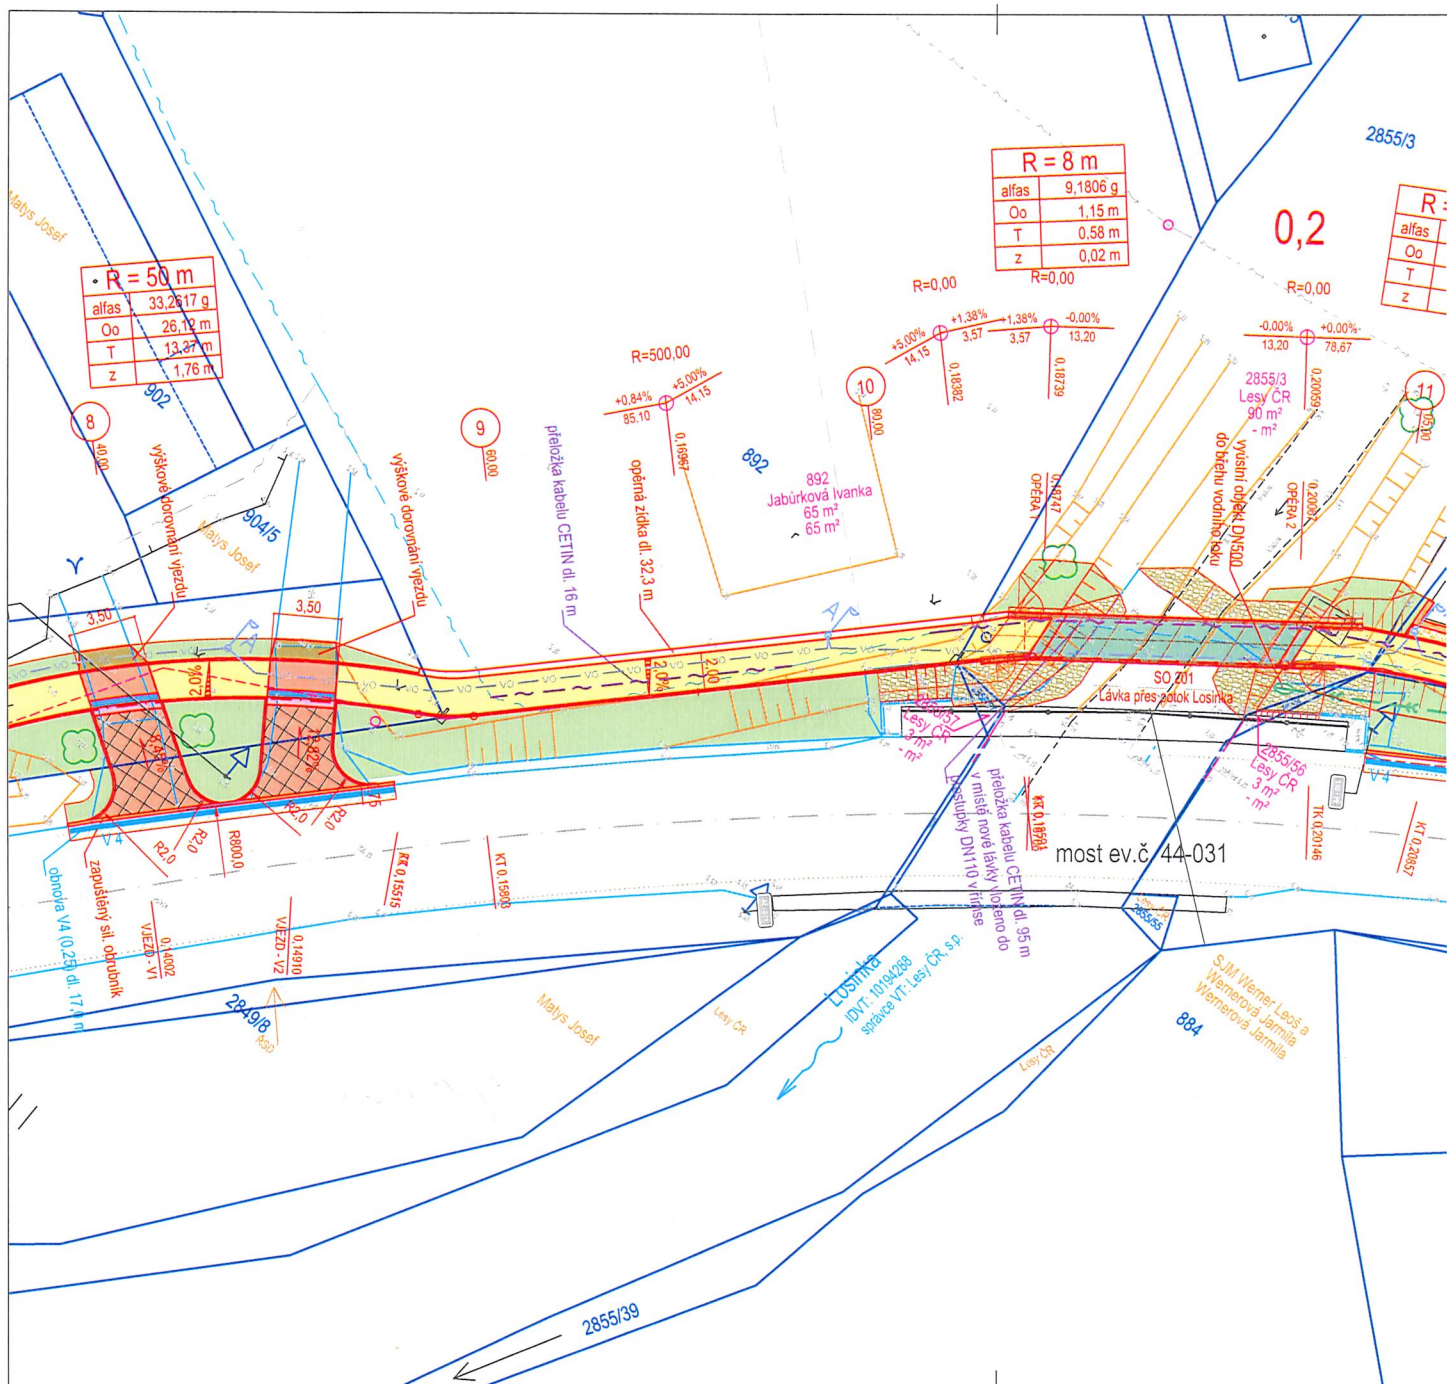 2855/3
R = 8 m
alfas 9,1806 g
Oo 1,15 m
T 0,58 m
z 0,02 m
R =
alfas
Oo
T
z
0,2
Matys Josef
R = 50 m
alfas 33,2617 g
Oo 26,12 m
T 13,37 m
z 1,76 m
902
R=0,00
R=0,00
R=0,00
+5,00%
14,15
+1,38%
3,57
0,18382
+1,38%
3,57
-0,00%
13,20
0,18739
-0,00%
13,20
+0,00%
78,67
0,20059
R=500,00
+0,84%
85,10
+5,00%
14,15
0,16967
8
40,00
9
60,00
10
80,00
11
2855/3
Lesy ČR
90 m²
- m²
892
892
Jabůrková Ivanka
65 m²
65 m²
výškové dorovnání vjezdu
výškové dorovnání vjezdu
přeložka kabelu CETIN dl. 16 m
opěrná zídka dl. 32,3 m
0,18747
OPĚRA 1
vyústní objekt DN500
do břehu vodního toku
0,20067
OPĚRA 2
904/5
Matys Josef
3,50
3,50
2,0%
2,0%
2,00
SO 201
Lávka přes potok Losinka
2855/57
Lesy ČR
3 m²
- m²
2855/56
Lesy ČR
3 m²
- m²
V4
V4
R2,0
R2,0
R800,0
R2,0
R2,0
obnova V4 (0,25) dl. 17,0 m
zapuštěný sil. obrubník
0,14002
VJEZD - V1
0,14910
VJEZD - V2
0,15515
KT 0,15803
přeložka kabelu CETIN dl. 95 m
v místě nové lávky vloženo do
prostupky DN110 v římse
most ev.č. 44-031
TK 0,20146
KT 0,20857
Lesy ČR
2855/55
2849/8
ŘSD
Matys Josef
Lesy ČR
Losinka
IDVT: 10194268
správce VT: Lesy ČR, s.p.
Lesy ČR
884
SJM Werner Leoš a
Wernerová Jarmila
Wernerová Jarmila
2855/39